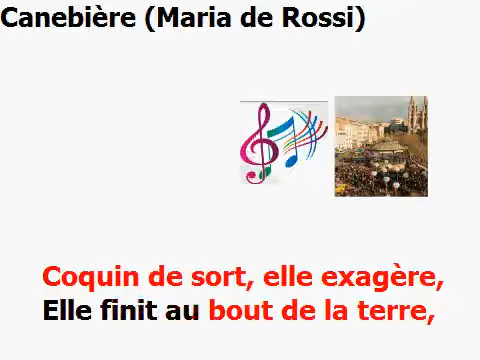 Canebière (Maria de Rossi)
Coquin de sort, elle exagère,
Elle finit au bout de la terre,